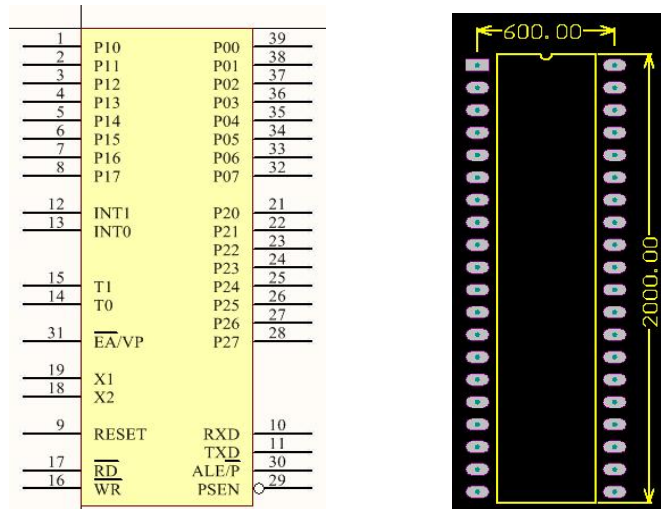 1 P10 P00 39
2 P11 P01 38
3 P12 P02 37
4 P13 P03 36
5 P14 P04 35
6 P15 P05 34
7 P16 P06 33
8 P17 P07 32
12 INT1 P20 21
13 INT0 P21 22
P22 23
P23 24
15 T1 P24 25
14 T0 P25 26
P26 27
31 E̅A̅/VP P27 28
19 X1
18 X2
9 RESET RXD 10
TXD 11
17 R̅D̅ ALE/P̅ 30
16 W̅R̅ PSEN 29
600.00
2000.00